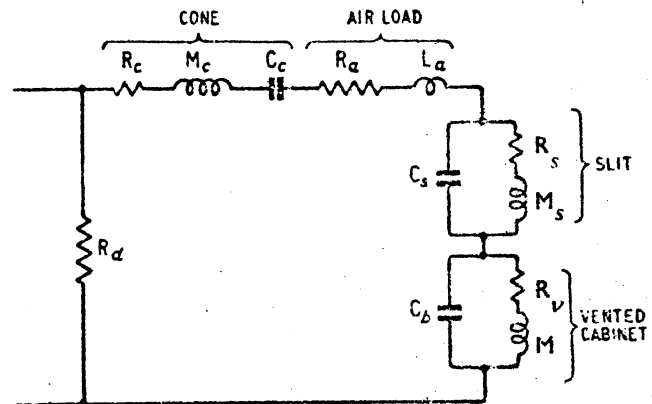 CONE
AIR LOAD
Rc Mc Cc Ra La
Cs Rs Ms SLIT
Rd
Cb Rv M VENTED
CABINET